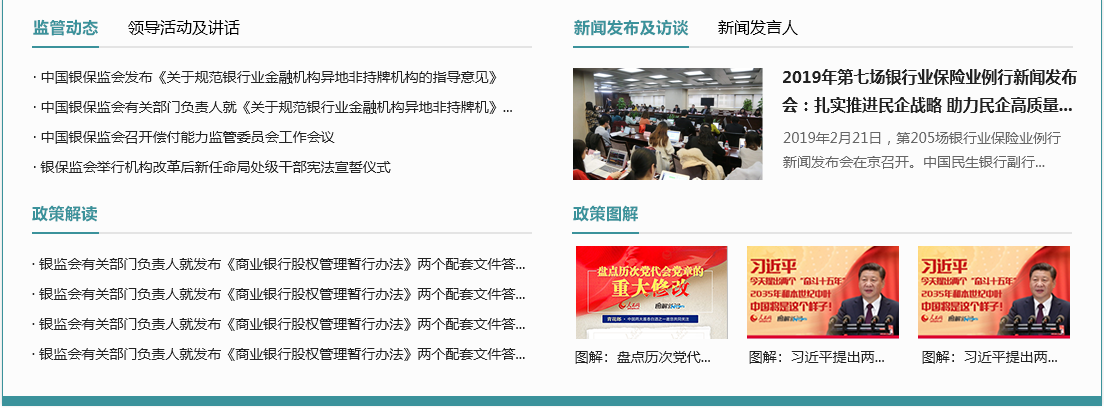 监管动态 领导活动及讲话
· 中国银保监会发布《关于规范银行业金融机构异地非持牌机构的指导意见》
· 中国银保监会有关部门负责人就《关于规范银行业金融机构异地非持牌机》...
· 中国银保监会召开偿付能力监管委员会工作会议
· 银保监会举行机构改革后新任命局处级干部宪法宣誓仪式
新闻发布及访谈 新闻发言人
2019年第七场银行业保险业例行新闻发布
会：扎实推进民企战略 助力民企高质量...
2019年2月21日，第205场银行业保险业例行
新闻发布会在京召开。中国民生银行副行...
政策解读
· 银监会有关部门负责人就发布《商业银行股权管理暂行办法》两个配套文件答...
· 银监会有关部门负责人就发布《商业银行股权管理暂行办法》两个配套文件答...
· 银监会有关部门负责人就发布《商业银行股权管理暂行办法》两个配套文件答...
· 银监会有关部门负责人就发布《商业银行股权管理暂行办法》两个配套文件答...
政策图解
盘点历次党代会党章的
重大修改
人民网 图解新闻
图解：盘点历次党代...
习近平
今天提出两个“奋斗十五年”
2035年和本世纪中叶
中国将是这个样子！
人民网 图解新闻
图解：习近平提出两...
习近平
今天提出两个“奋斗十五年”
2035年和本世纪中叶
中国将是这个样子！
人民网 图解新闻
图解：习近平提出两...